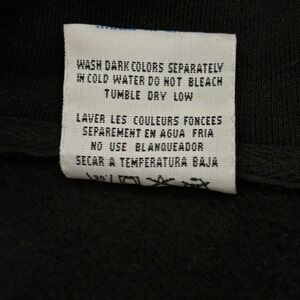 WASH DARK COLORS SEPARATELY
IN COLD WATER DO NOT BLEACH
TUMBLE DRY LOW
LAVER LES COULEURS FONCEES
SEPAREMENT EN AGUA FRIA
NO USE BLANQUEADOR
SECAR A TEMPERATURA BAJA